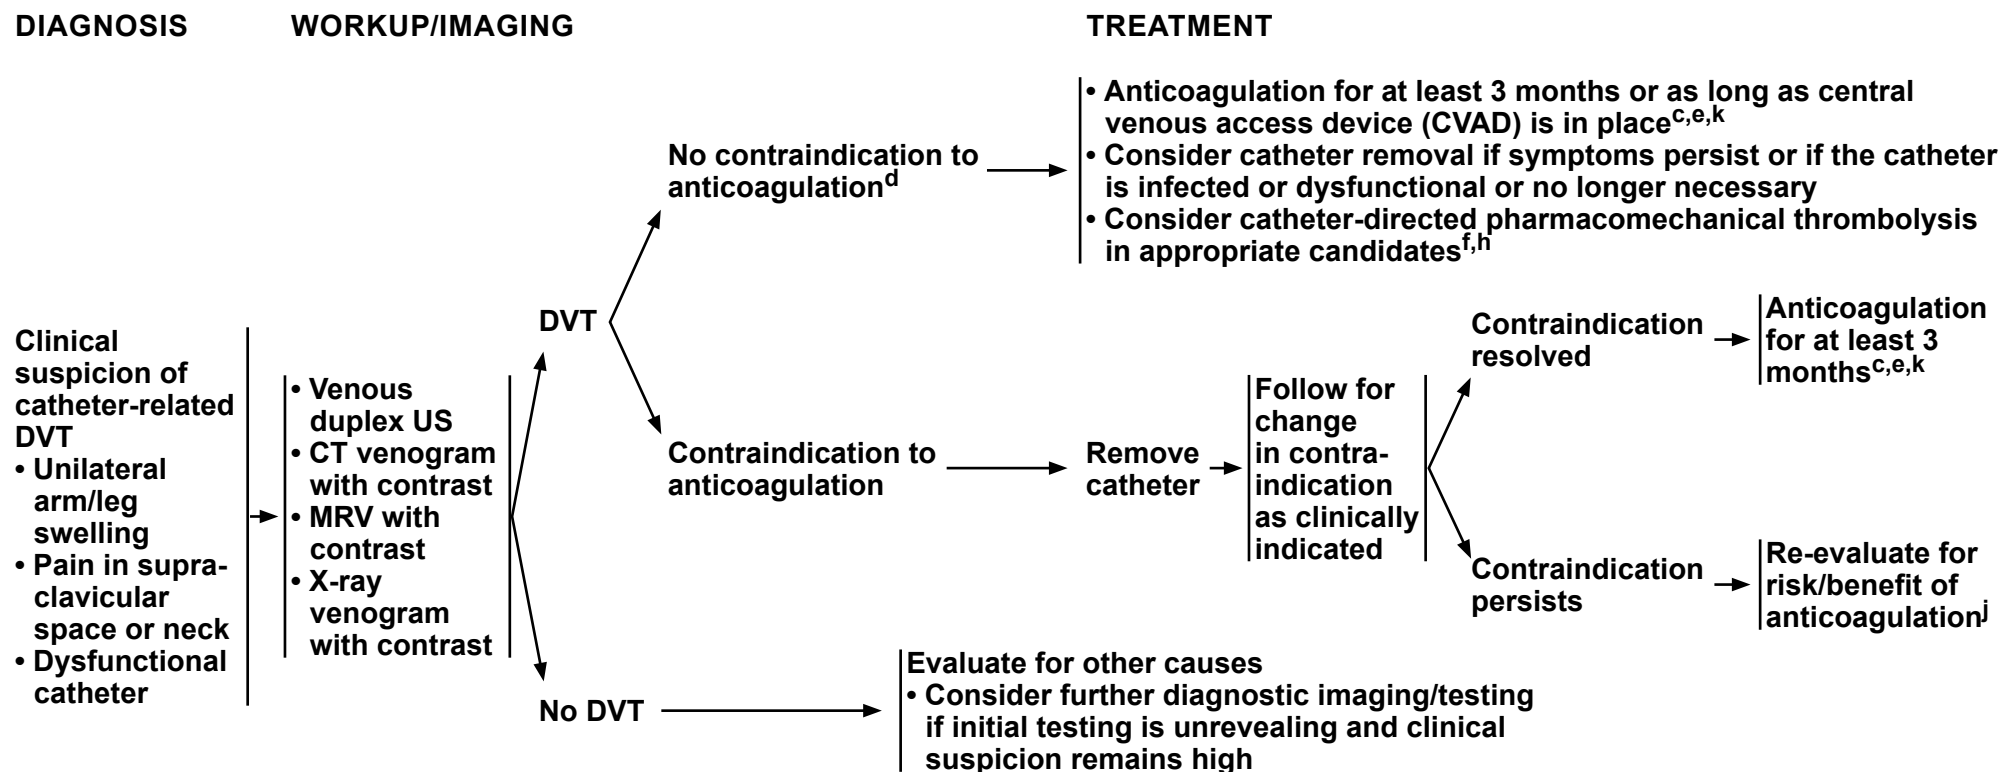 DIAGNOSIS
WORKUP/IMAGING
TREATMENT
Clinical
suspicion of
catheter-related
DVT
• Unilateral
arm/leg
swelling
• Pain in supra-
clavicular
space or neck
• Dysfunctional
catheter
• Venous
duplex US
• CT venogram
with contrast
• MRV with
contrast
• X-ray
venogram
with contrast
DVT
No contraindication to
anticoagulationd
• Anticoagulation for at least 3 months or as long as central
venous access device (CVAD) is in placec,e,k
• Consider catheter removal if symptoms persist or if the catheter
is infected or dysfunctional or no longer necessary
• Consider catheter-directed pharmacomechanical thrombolysis
in appropriate candidatesf,h
Contraindication to
anticoagulation
Remove
catheter
Follow for
change
in contra-
indication
as clinically
indicated
Contraindication
resolved
Anticoagulation
for at least 3
monthsc,e,k
Contraindication
persists
Re-evaluate for
risk/benefit of
anticoagulationj
No DVT
Evaluate for other causes
• Consider further diagnostic imaging/testing
if initial testing is unrevealing and clinical
suspicion remains high